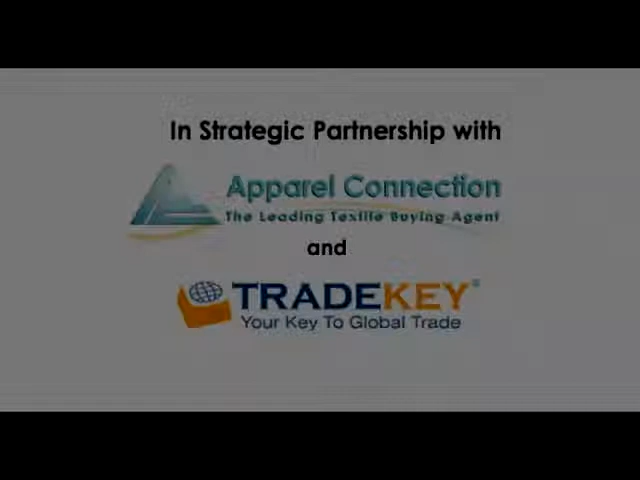 In Strategic Partnership with
Apparel Connection
The Leading Textile Buying Agent
and
TRADEKEY®
Your Key To Global Trade